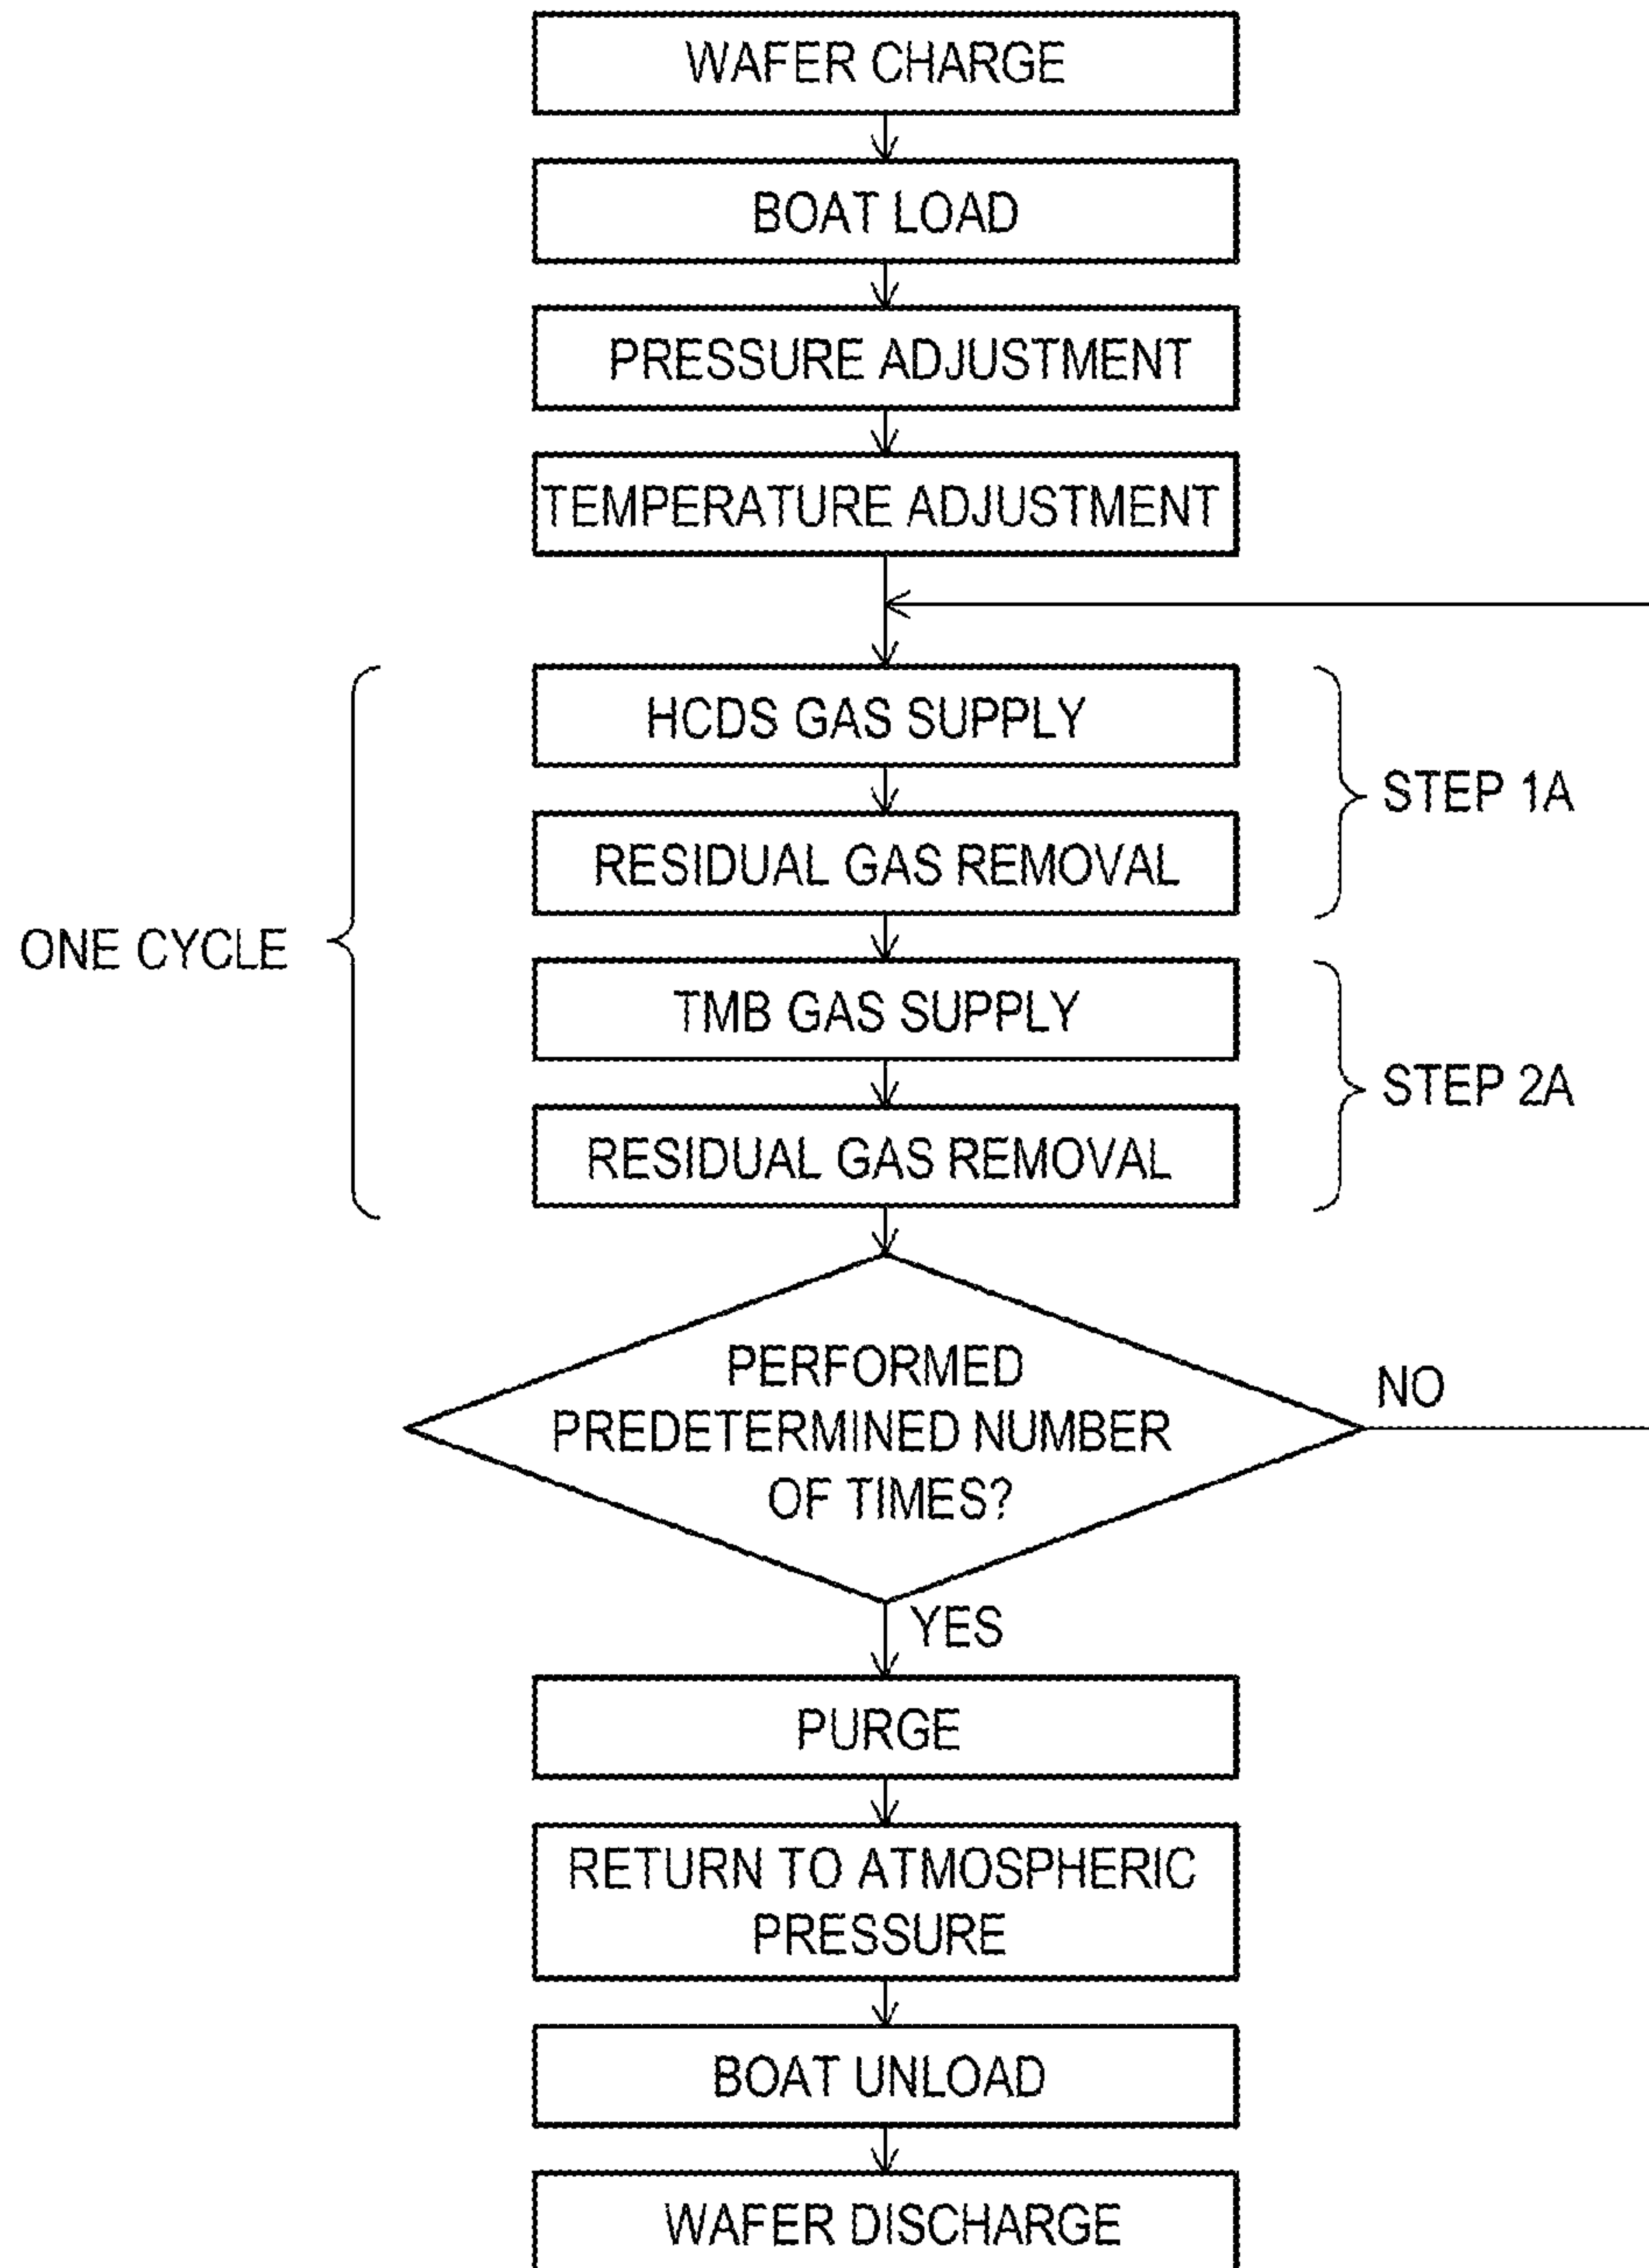 WAFER CHARGE
BOAT LOAD
PRESSURE ADJUSTMENT
TEMPERATURE ADJUSTMENT
HCDS GAS SUPPLY
STEP 1A
RESIDUAL GAS REMOVAL
ONE CYCLE
TMB GAS SUPPLY
STEP 2A
RESIDUAL GAS REMOVAL
PERFORMED
PREDETERMINED NUMBER
OF TIMES?
NO
YES
PURGE
RETURN TO ATMOSPHERIC
PRESSURE
BOAT UNLOAD
WAFER DISCHARGE